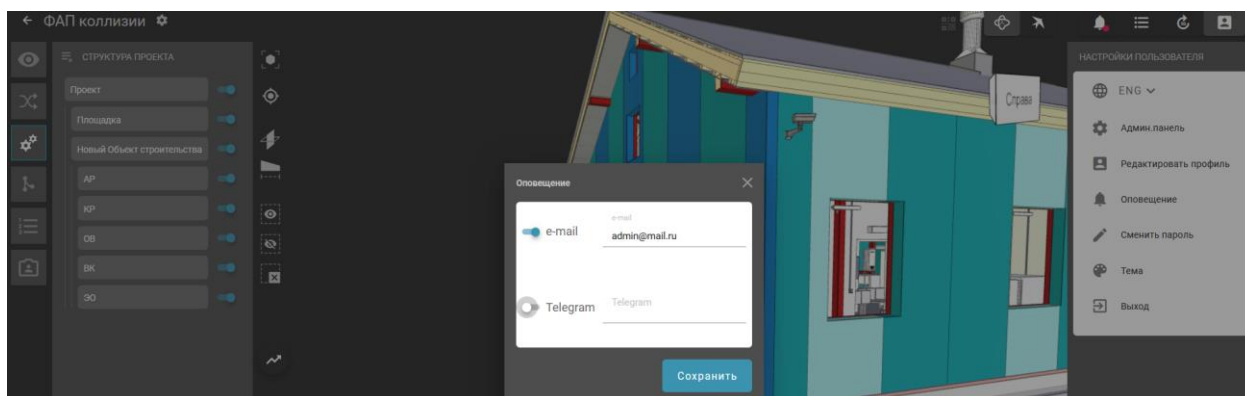 ФАП коллизии
СТРУКТУРА ПРОЕКТА
Проект
Площадка
Новый Объект строительства
АР
КР
ОВ
ВК
ЭО
Справа
Оповещение
e-mail
e-mail
admin@mail.ru
Telegram
Telegram
Сохранить
НАСТРОЙКИ ПОЛЬЗОВАТЕЛЯ
ENG
Админ.панель
Редактировать профиль
Оповещение
Сменить пароль
Тема
Выход